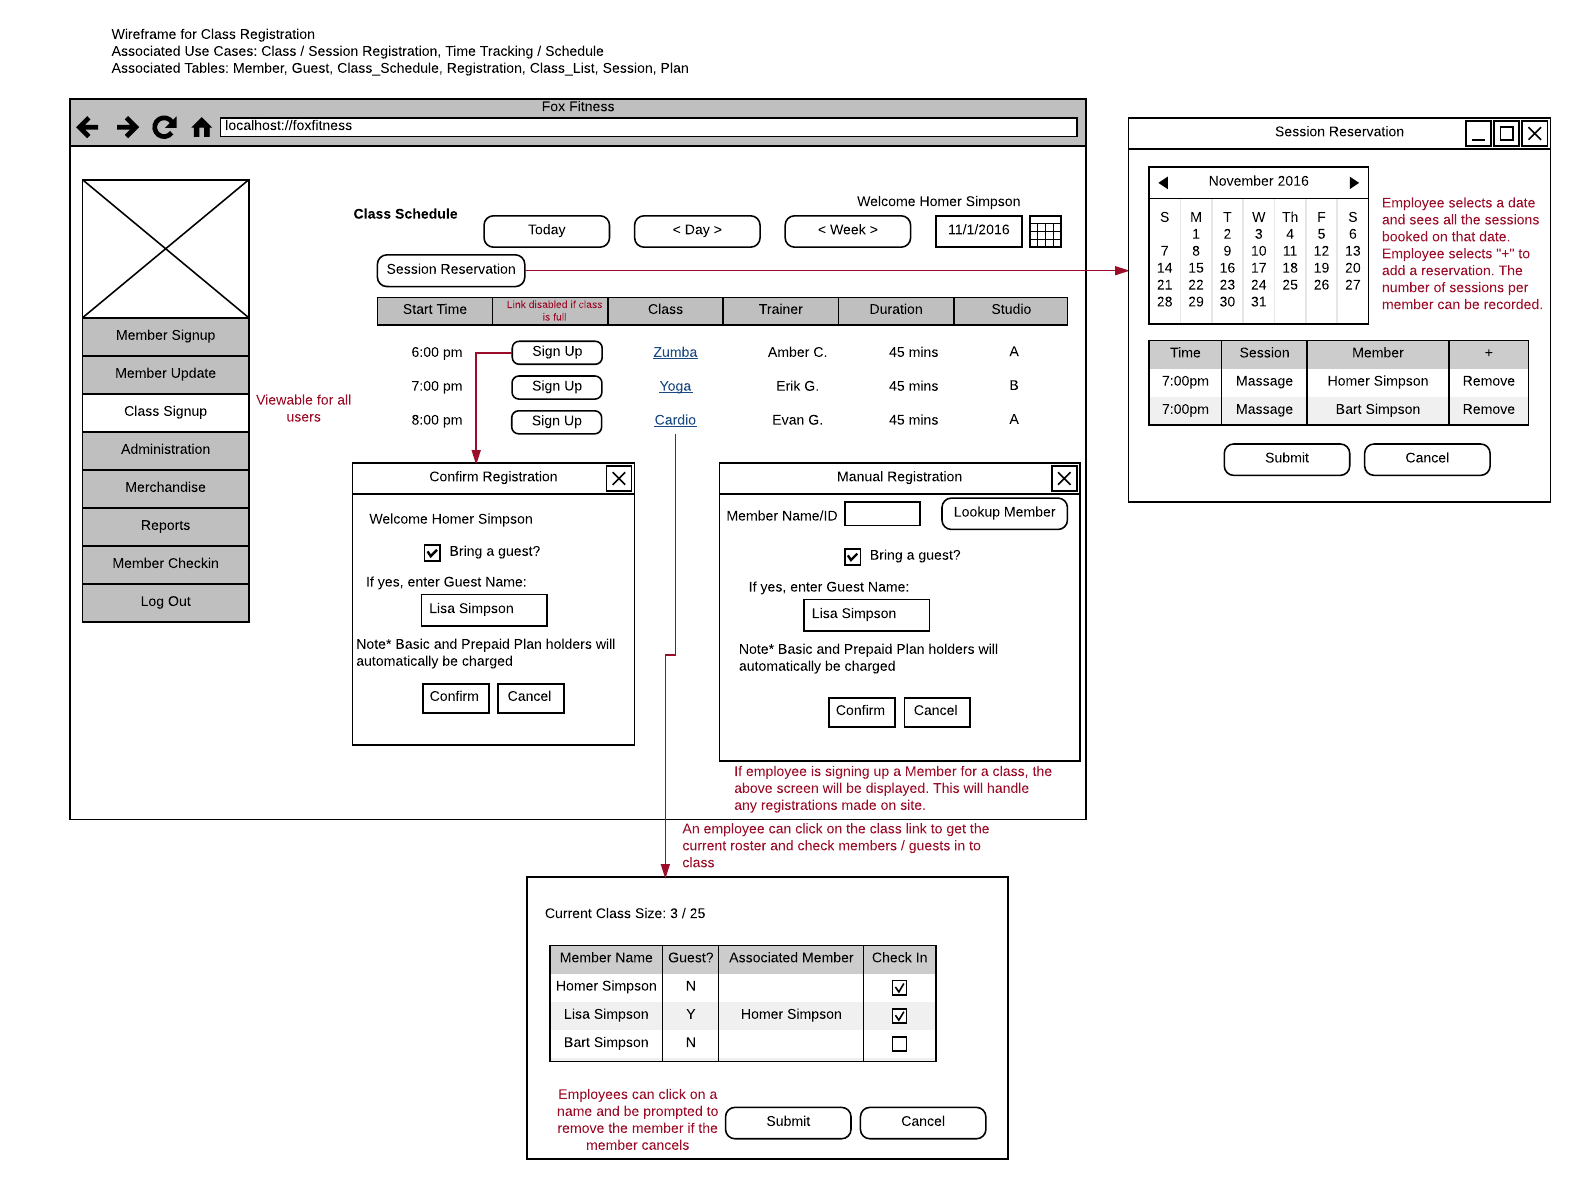 Wireframe for Class Registration
Associated Use Cases: Class / Session Registration, Time Tracking / Schedule
Associated Tables: Member, Guest, Class_Schedule, Registration, Class_List, Session, Plan
Fox Fitness
localhost://foxfitness
Member Signup
Member Update
Class Signup
Administration
Merchandise
Reports
Member Checkin
Log Out
Viewable for all
users
Welcome Homer Simpson
Class Schedule
Today
< Day >
< Week >
11/1/2016
Session Reservation
Start Time
Link disabled if class
is full
Class
Trainer
Duration
Studio
6:00 pm Sign Up Zumba Amber C. 45 mins A
7:00 pm Sign Up Yoga Erik G. 45 mins B
8:00 pm Sign Up Cardio Evan G. 45 mins A
Confirm Registration
Welcome Homer Simpson
Bring a guest?
If yes, enter Guest Name:
Lisa Simpson
Note* Basic and Prepaid Plan holders will
automatically be charged
Confirm Cancel
Manual Registration
Member Name/ID
Lookup Member
Bring a guest?
If yes, enter Guest Name:
Lisa Simpson
Note* Basic and Prepaid Plan holders will
automatically be charged
Confirm Cancel
If employee is signing up a Member for a class, the
above screen will be displayed. This will handle
any registrations made on site.
An employee can click on the class link to get the
current roster and check members / guests in to
class
Current Class Size: 3 / 25
Member Name Guest? Associated Member Check In
Homer Simpson N
Lisa Simpson Y Homer Simpson
Bart Simpson N
Employees can click on a
name and be prompted to
remove the member if the
member cancels
Submit Cancel
Session Reservation
November 2016
S M T W Th F S
1 2 3 4 5 6
7 8 9 10 11 12 13
14 15 16 17 18 19 20
21 22 23 24 25 26 27
28 29 30 31
Employee selects a date
and sees all the sessions
booked on that date.
Employee selects "+" to
add a reservation. The
number of sessions per
member can be recorded.
Time Session Member +
7:00pm Massage Homer Simpson Remove
7:00pm Massage Bart Simpson Remove
Submit Cancel